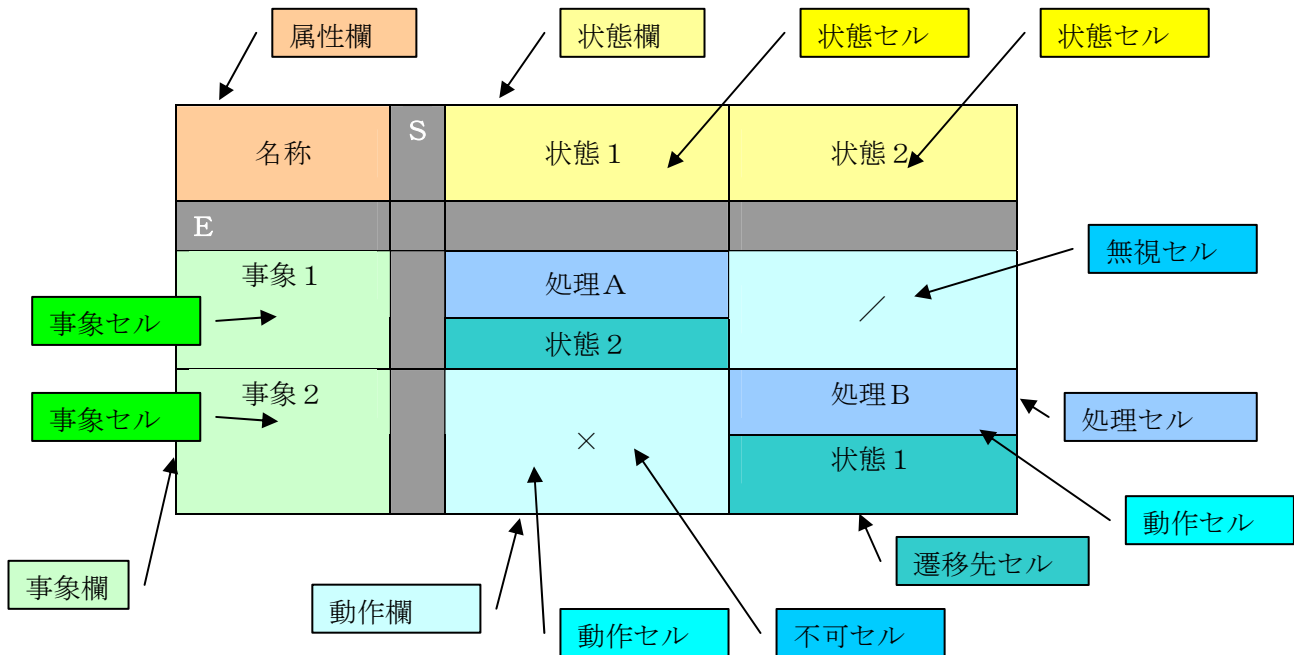 属性欄
状態欄
状態セル
状態セル
名称
S
状態１
状態２
E
無視セル
事象１
処理A
／
事象セル
状態２
事象セル
事象２
×
処理B
処理セル
状態１
動作セル
遷移先セル
事象欄
動作欄
動作セル
不可セル